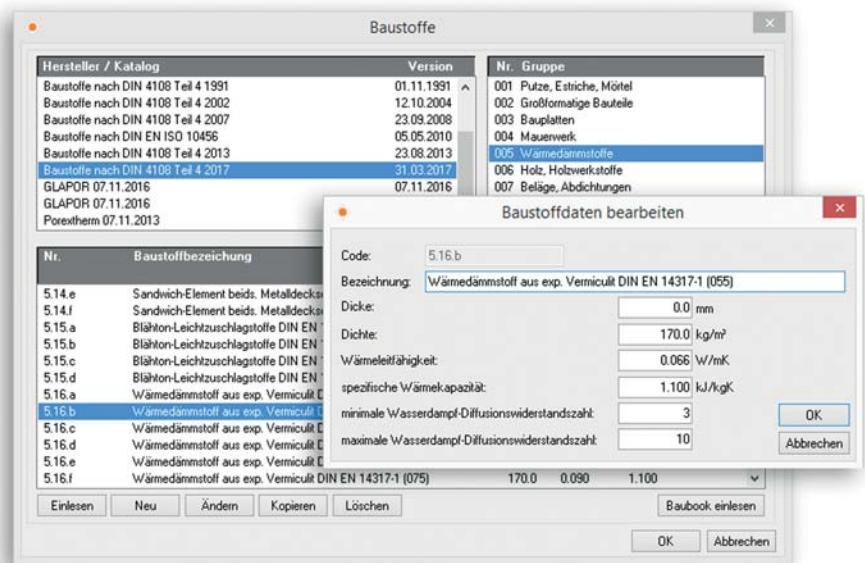 Baustoffe
Hersteller / Katalog Version
Baustoffe nach DIN 4108 Teil 4 1991 01.11.1991
Baustoffe nach DIN 4108 Teil 4 2002 12.10.2004
Baustoffe nach DIN 4108 Teil 4 2007 23.09.2008
Baustoffe nach DIN EN ISO 10456 05.05.2010
Baustoffe nach DIN 4108 Teil 4 2013 23.08.2013
Baustoffe nach DIN 4108 Teil 4 2017 31.03.2017
GLAPOR 07.11.2016 07.11.2016
GLAPOR 07.11.2016
Porextherm 07.11.2013
Nr. Gruppe
001 Putze, Estriche, Mörtel
002 Großformatige Bauteile
003 Bauplatten
004 Mauerwerk
005 Wärmedämmstoffe
006 Holz, Holzwerkstoffe
007 Beläge, Abdichtungen
Nr. Baustoffbezeichung
5.14.e Sandwich-Element beids. Metalldecks
5.14.f Sandwich-Element beids. Metalldecks
5.15.a Blähton-Leichtzuschlagstoffe DIN EN
5.15.b Blähton-Leichtzuschlagstoffe DIN EN
5.15.c Blähton-Leichtzuschlagstoffe DIN EN
5.15.d Blähton-Leichtzuschlagstoffe DIN EN
5.16.a Wärmedämmstoff aus exp. Vermiculit D
5.16.b Wärmedämmstoff aus exp. Vermiculit D
5.16.c Wärmedämmstoff aus exp. Vermiculit D
5.16.d Wärmedämmstoff aus exp. Vermiculit D
5.16.e Wärmedämmstoff aus exp. Vermiculit D
5.16.f Wärmedämmstoff aus exp. Vermiculit DIN EN 14317-1 (075) 170.0 0.090 1.100
Einlesen Neu Ändern Kopieren Löschen Baubook einlesen
OK Abbrechen
Baustoffdaten bearbeiten
Code: 5.16.b
Bezeichnung: Wärmedämmstoff aus exp. Vermiculit DIN EN 14317-1 (055)
Dicke: 0.0 mm
Dichte: 170.0 kg/m³
Wärmeleitfähigkeit: 0.066 W/mK
spezifische Wärmekapazität: 1.100 kJ/kgK
minimale Wasserdampf-Diffusionswiderstandszahl: 3
maximale Wasserdampf-Diffusionswiderstandszahl: 10
OK
Abbrechen